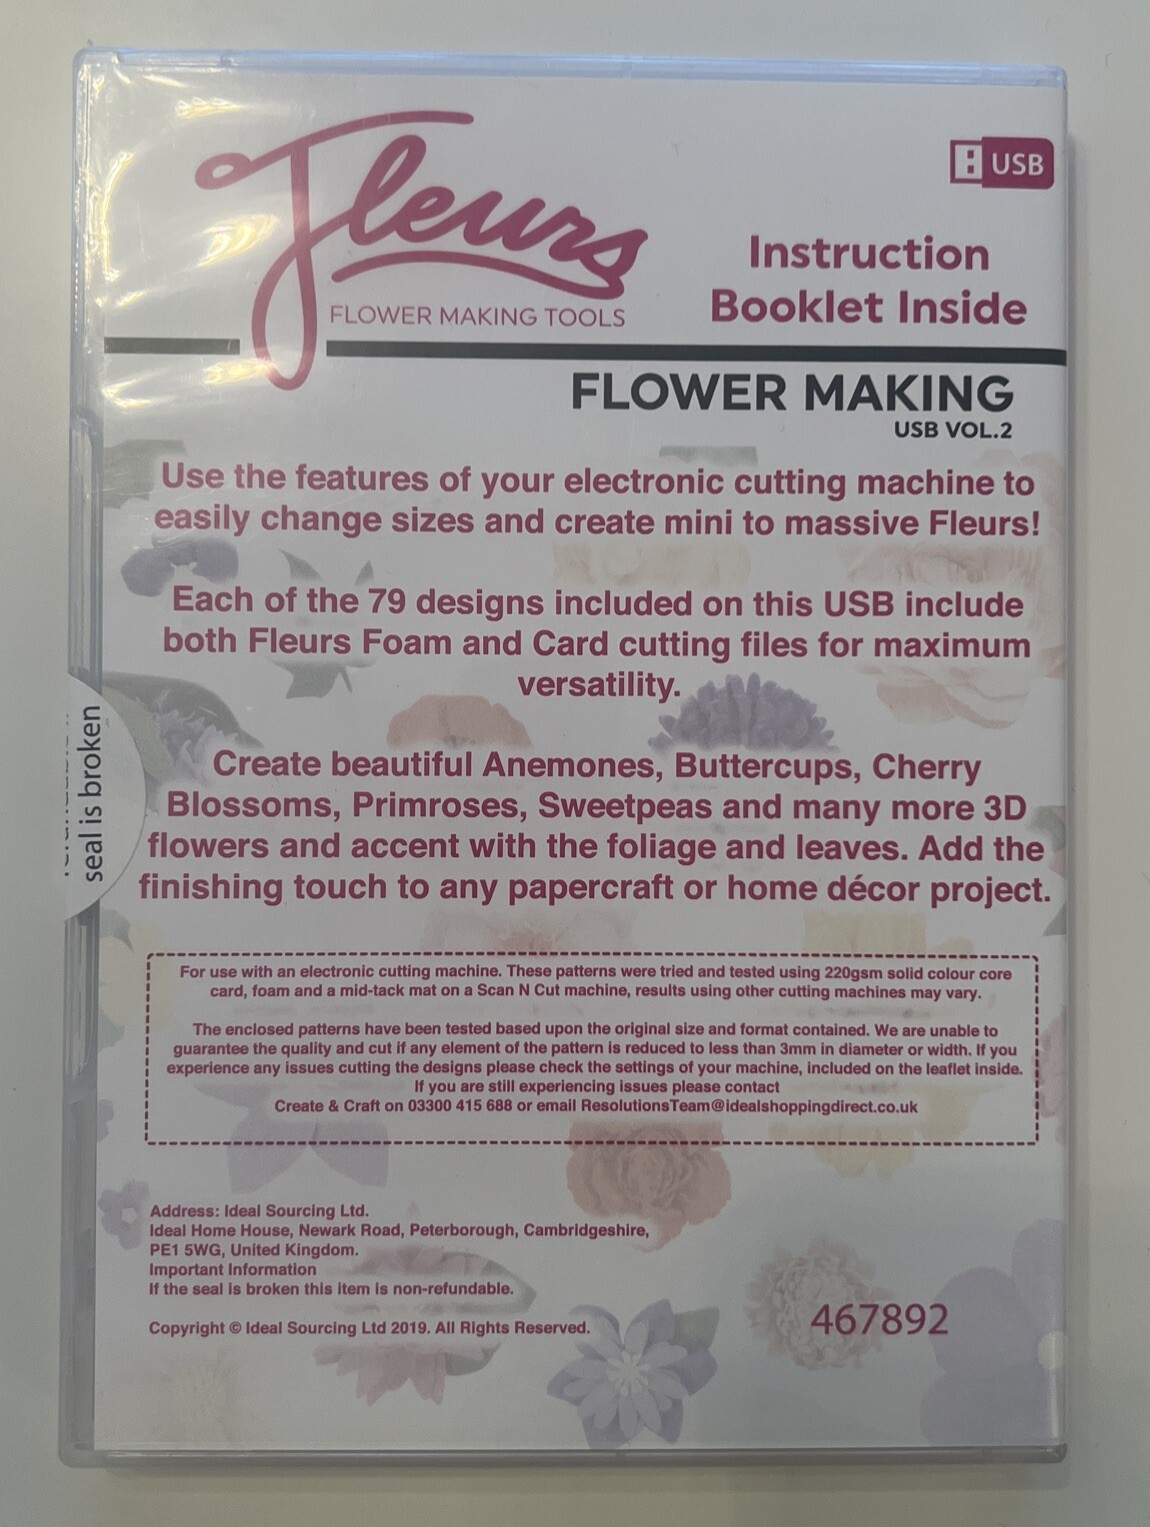 Fleurs
FLOWER MAKING TOOLS
USB
Instruction
Booklet Inside
FLOWER MAKING
USB VOL.2
Use the features of your electronic cutting machine to
easily change sizes and create mini to massive Fleurs!
Each of the 79 designs included on this USB include
both Fleurs Foam and Card cutting files for maximum
versatility.
seal is broken
Create beautiful Anemones, Buttercups, Cherry
Blossoms, Primroses, Sweetpeas and many more 3D
flowers and accent with the foliage and leaves. Add the
finishing touch to any papercraft or home décor project.
For use with an electronic cutting machine. These patterns were tried and tested using 220gsm solid colour core
card, foam and a mid-tack mat on a Scan N Cut machine, results using other cutting machines may vary.
The enclosed patterns have been tested based upon the original size and format contained. We are unable to
guarantee the quality and cut if any element of the pattern is reduced to less than 3mm in diameter or width. If you
experience any issues cutting the designs please check the settings of your machine, included on the leaflet inside.
If you are still experiencing issues please contact
Create & Craft on 03300 415 688 or email ResolutionsTeam@idealshoppingdirect.co.uk
Address: Ideal Sourcing Ltd.
Ideal Home House, Newark Road, Peterborough, Cambridgeshire,
PE1 5WG, United Kingdom.
Important Information
If the seal is broken this item is non-refundable.
Copyright © Ideal Sourcing Ltd 2019. All Rights Reserved.
467892